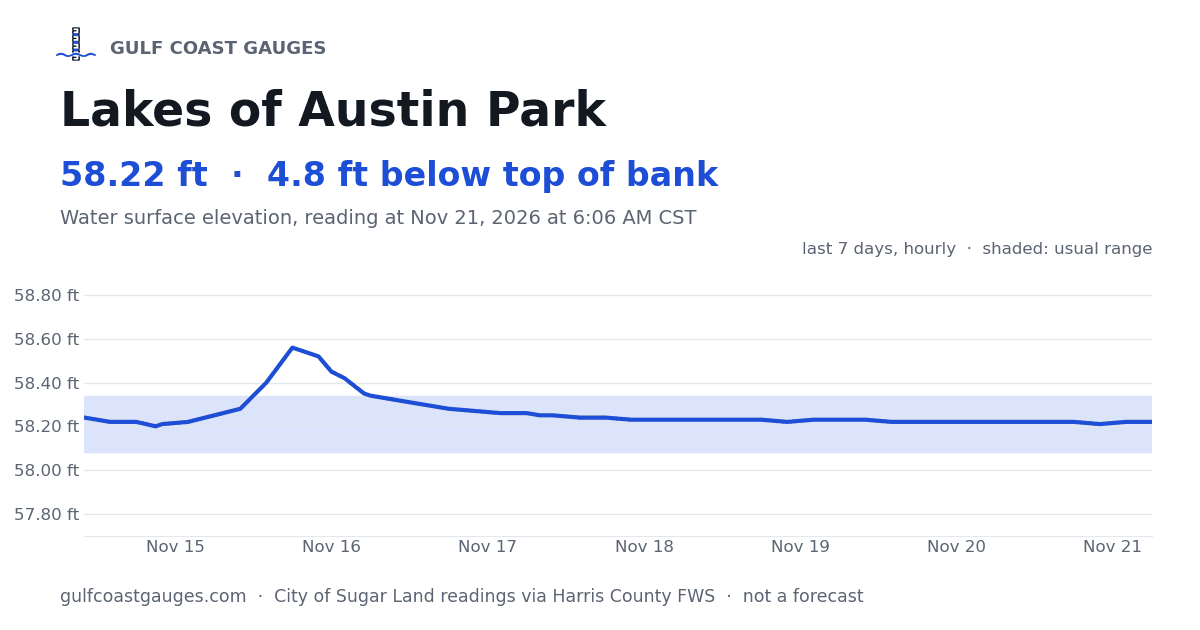 GULF COAST GAUGES
Lakes of Austin Park
58.22 ft · 4.8 ft below top of bank
Water surface elevation, reading at Nov 21, 2026 at 6:06 AM CST
last 7 days, hourly · shaded: usual range
58.80 ft
58.60 ft
58.40 ft
58.20 ft
58.00 ft
57.80 ft
Nov 15 Nov 16 Nov 17 Nov 18 Nov 19 Nov 20 Nov 21
gulfcoastgauges.com · City of Sugar Land readings via Harris County FWS · not a forecast